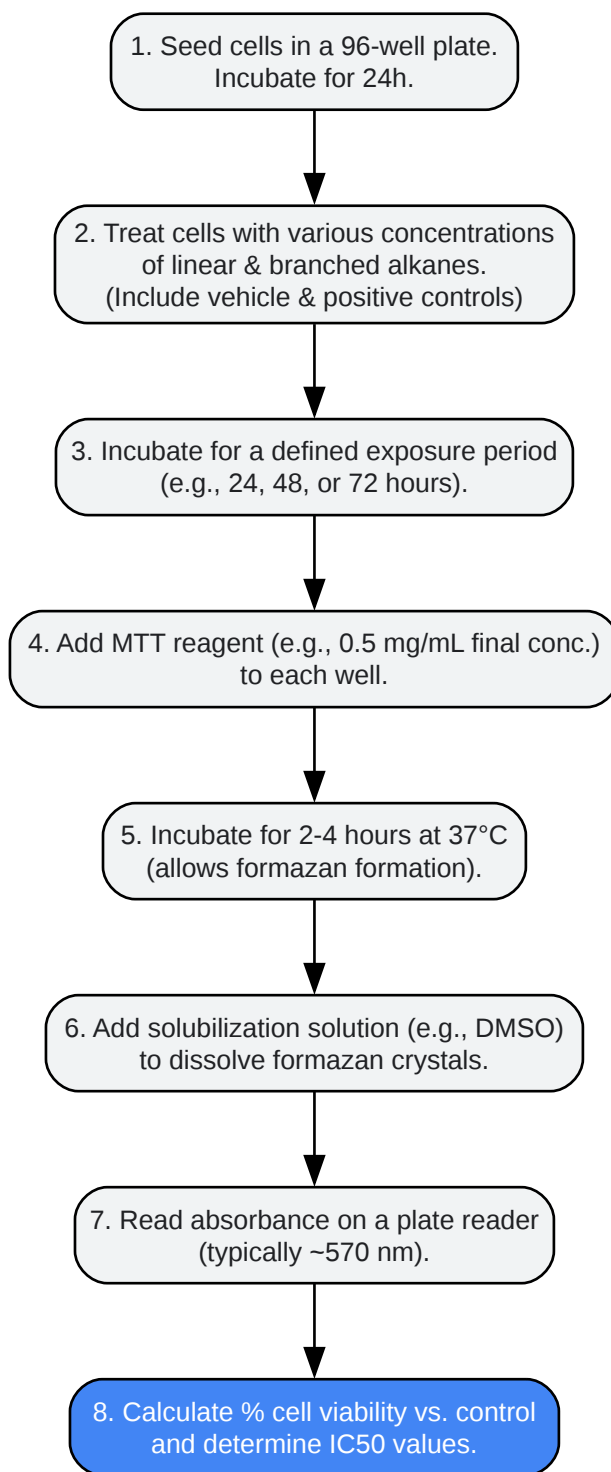 1. Seed cells in a 96-well plate.
Incubate for 24h.
2. Treat cells with various concentrations
of linear & branched alkanes.
(Include vehicle & positive controls)
3. Incubate for a defined exposure period
(e.g., 24, 48, or 72 hours).
4. Add MTT reagent (e.g., 0.5 mg/mL final conc.)
to each well.
5. Incubate for 2-4 hours at 37°C
(allows formazan formation).
6. Add solubilization solution (e.g., DMSO)
to dissolve formazan crystals.
7. Read absorbance on a plate reader
(typically ~570 nm).
8. Calculate % cell viability vs. control
and determine IC50 values.